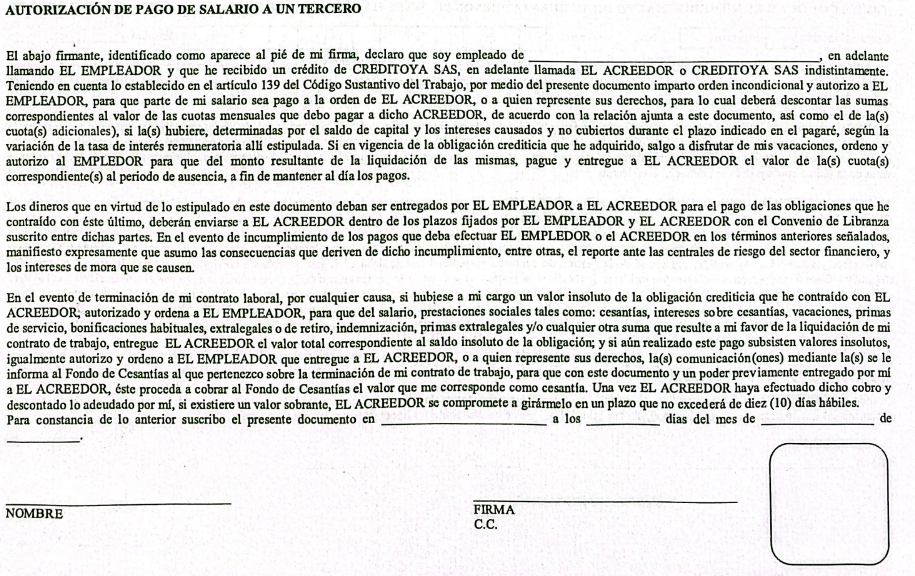 AUTORIZACIÓN DE PAGO DE SALARIO A UN TERCERO
El abajo firmante, identificado como aparece al pié de mi firma, declaro que soy empleado de ______________________________, en adelante
llamando EL EMPLEADOR y que he recibido un crédito de CREDITOYA SAS, en adelante llamada EL ACREEDOR o CREDITOYA SAS indistintamente.
Teniendo en cuenta lo establecido en el artículo 139 del Código Sustantivo del Trabajo, por medio del presente documento imparto orden incondicional y autorizo a EL
EMPLEADOR, para que parte de mi salario sea pago a la orden de EL ACREEDOR, o a quien represente sus derechos, para lo cual deberá descontar las sumas
correspondientes al valor de las cuotas mensuales que debo pagar a dicho ACREEDOR, de acuerdo con la relación ajunta a este documento, así como el de la(s)
cuota(s) adicionales), si la(s) hubiere, determinadas por el saldo de capital y los intereses causados y no cubiertos durante el plazo indicado en el pagaré, según la
variación de la tasa de interés remuneratoria allí estipulada. Si en vigencia de la obligación crediticia que he adquirido, salgo a disfrutar de mis vacaciones, ordeno y
autorizo al EMPLEDOR para que del monto resultante de la liquidación de las mismas, pague y entregue a EL ACREEDOR el valor de la(s) cuota(s)
correspondiente(s) al periodo de ausencia, a fin de mantener al día los pagos.
Los dineros que en virtud de lo estipulado en este documento deban ser entregados por EL EMPLEADOR a EL ACREEDOR para el pago de las obligaciones que he
contraído con éste último, deberán enviarse a EL ACREEDOR dentro de los plazos fijados por EL EMPLEADOR y EL ACREEDOR con el Convenio de Libranza
suscrito entre dichas partes. En el evento de incumplimiento de los pagos que deba efectuar EL EMPLEDOR o el ACREEDOR en los términos anteriores señalados,
manifiesto expresamente que asumo las consecuencias que deriven de dicho incumplimiento, entre otras, el reporte ante las centrales de riesgo del sector financiero, y
los intereses de mora que se causen.
En el evento de terminación de mi contrato laboral, por cualquier causa, si hubiese a mi cargo un valor insoluto de la obligación crediticia que he contraído con EL
ACREEDOR, autorizado y ordena a EL EMPLEADOR, para que del salario, prestaciones sociales tales como: cesantías, intereses sobre cesantías, vacaciones, primas
de servicio, bonificaciones habituales, extralegales o de retiro, indemnización, primas extralegales y/o cualquier otra suma que resulte a mi favor de la liquidación de mi
contrato de trabajo, entregue EL ACREEDOR el valor total correspondiente al saldo insoluto de la obligación; y si aún realizado este pago subsisten valores insolutos,
igualmente autorizo y ordeno a EL EMPLEADOR que entregue a EL ACREEDOR, o a quien represente sus derechos, la(s) comunicación(ones) mediante la(s) se le
informa al Fondo de Cesantías al que pertenezco sobre la terminación de mi contrato de trabajo, para que con este documento y un poder previamente entregado por mí
a EL ACREEDOR, éste proceda a cobrar al Fondo de Cesantías el valor que me corresponde como cesantía. Una vez EL ACREEDOR haya efectuado dicho cobro y
descontado lo adeudado por mí, si existiere un valor sobrante, EL ACREEDOR se compromete a girármelo en un plazo que no excederá de diez (10) días hábiles.
Para constancia de lo anterior suscribo el presente documento en ________________ a los _______ días del mes de ___________ de
_______.
NOMBRE
FIRMA
C.C.